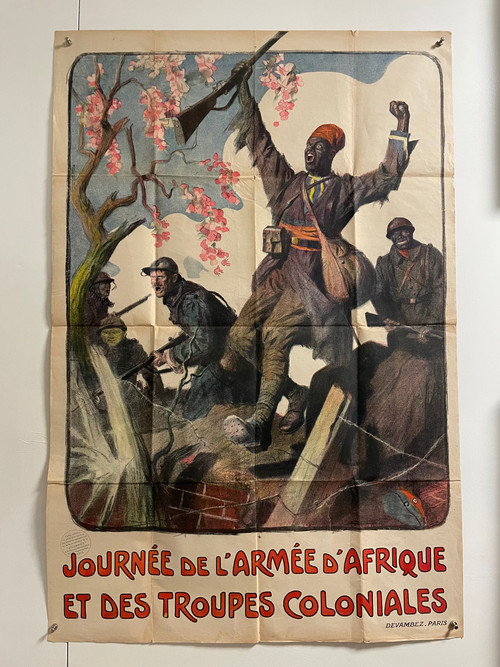 JOURNÉE DE L'ARMÉE D'AFRIQUE
ET DES TROUPES COLONIALES
DEVAMBEZ. PARIS